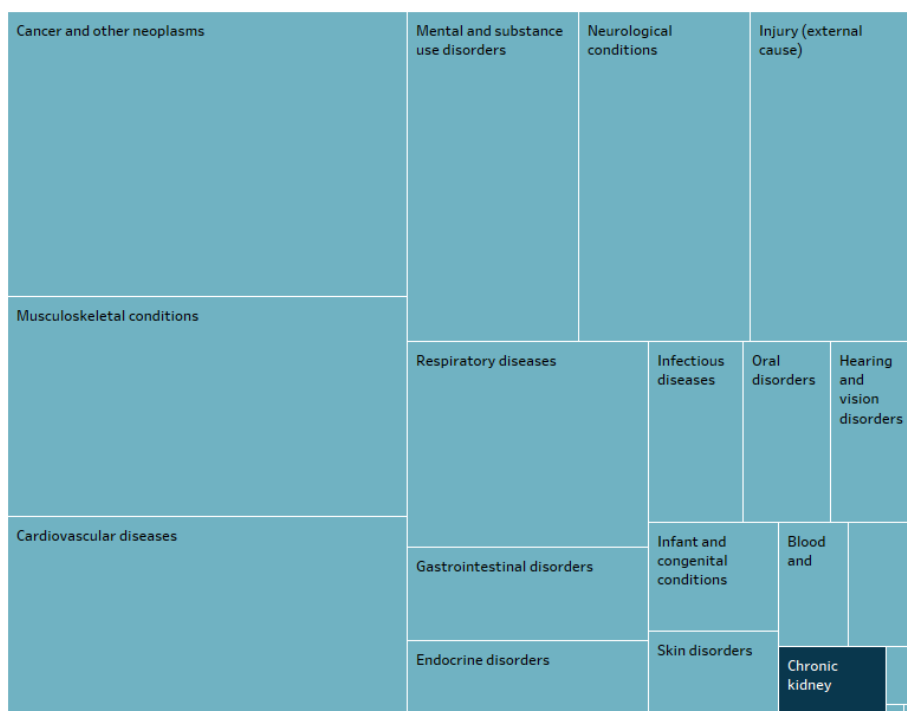 Cancer and other neoplasms
Mental and substance
use disorders
Neurological
conditions
Injury (external
cause)
Musculoskeletal conditions
Respiratory diseases
Infectious
diseases
Oral
disorders
Hearing
and
vision
disorders
Cardiovascular diseases
Gastrointestinal disorders
Infant and
congenital
conditions
Blood
and
Endocrine disorders
Skin disorders
Chronic
kidney